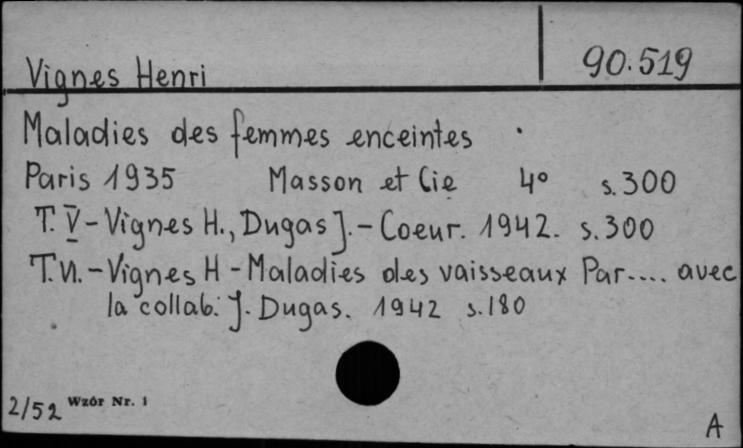 Vignes Henri 90.519
Maladies des femmes enceintes .
Paris 1935 Masson et Cie 4° s.300
T. V - Vignes H., Dugas J. - Coeur. 1942. s.300
T. VI. - Vignes H - Maladies des vaisseaux Par.... avec
la collab. J. Dugas. 1942 s.180
2/52 Wzór Nr. 1
A